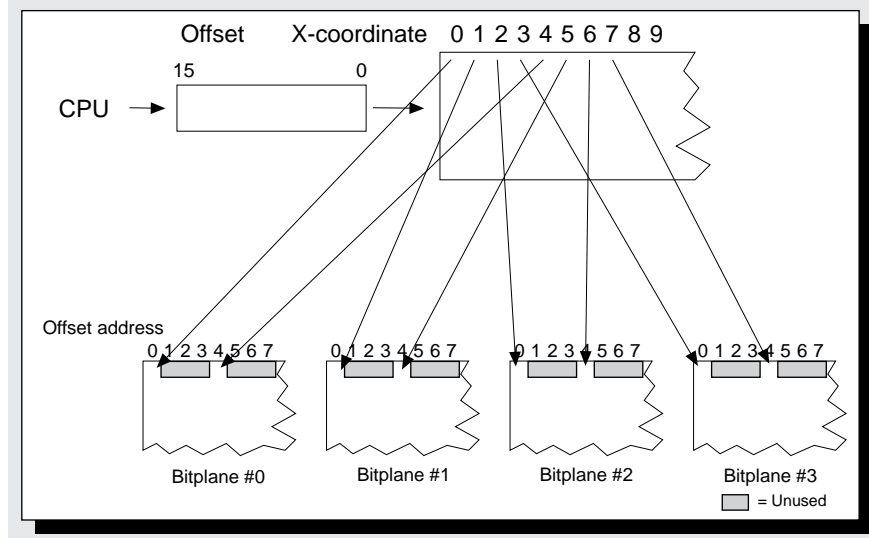 Offset X-coordinate 0 1 2 3 4 5 6 7 8 9
15 0
CPU
Offset address
0 1 2 3 4 5 6 7 0 1 2 3 4 5 6 7 0 1 2 3 4 5 6 7 0 1 2 3 4 5 6 7
Bitplane #0 Bitplane #1 Bitplane #2 Bitplane #3
= Unused